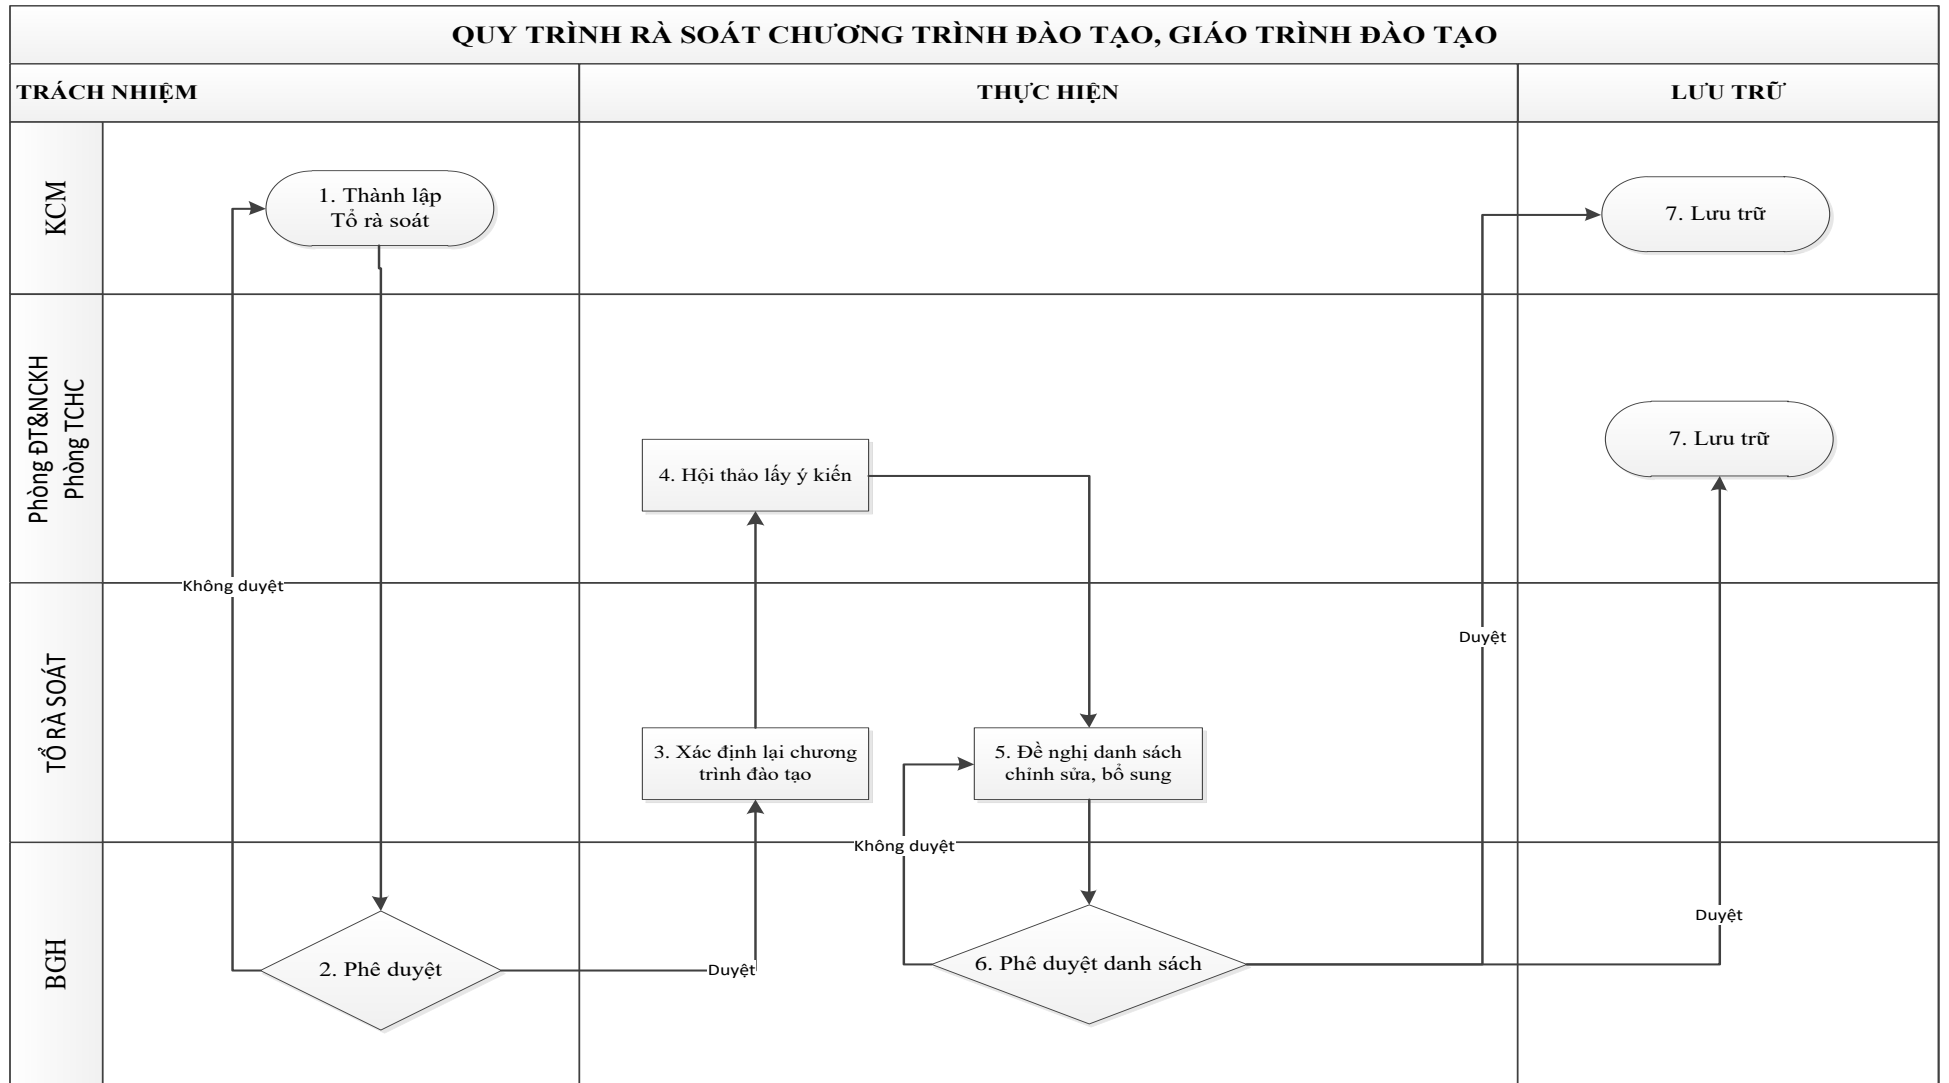 QUY TRÌNH RÀ SOÁT CHƯƠNG TRÌNH ĐÀO TẠO, GIÁO TRÌNH ĐÀO TẠO
TRÁCH NHIỆM
THỰC HIỆN
LƯU TRỮ
KCM
1. Thành lập
Tổ rà soát
7. Lưu trữ
Phòng ĐT&NCKH
Phòng TCHC
4. Hội thảo lấy ý kiến
7. Lưu trữ
Không duyệt
Duyệt
TỔ RÀ SOÁT
3. Xác định lại chương
trình đào tạo
5. Đề nghị danh sách
chỉnh sửa, bổ sung
Không duyệt
BGH
2. Phê duyệt
Duyệt
6. Phê duyệt danh sách
Duyệt